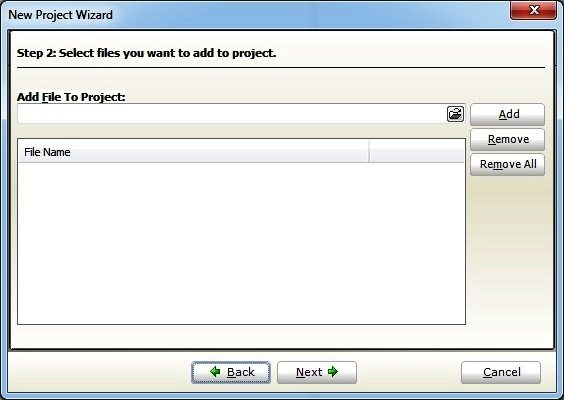 New Project Wizard
Step 2: Select files you want to add to project.
Add File To Project:
Add
Remove
File Name
Remove All
Back
Next
Cancel